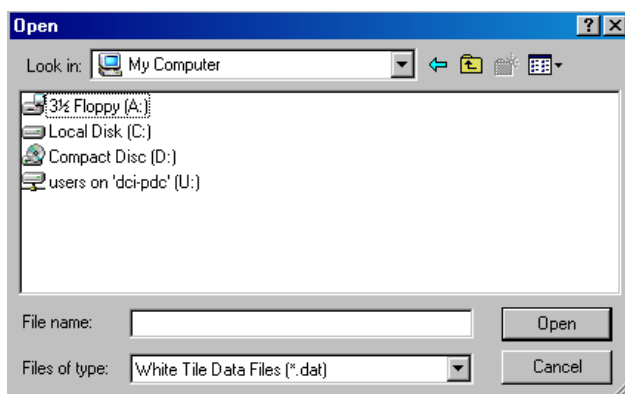 Open
Look in: My Computer
3½ Floppy (A:)
Local Disk (C:)
Compact Disc (D:)
users on 'dci-pdc' (U:)
File name: Open
Files of type: White Tile Data Files (*.dat) Cancel